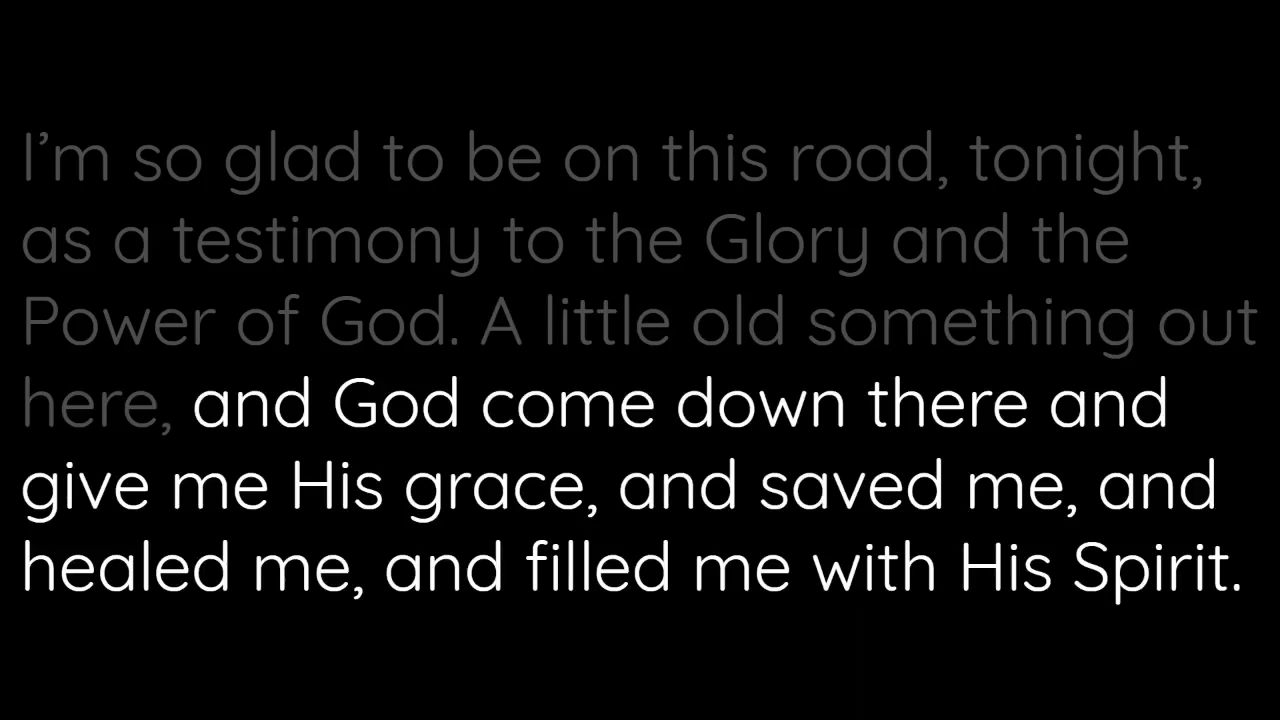 I’m so glad to be on this road, tonight,
as a testimony to the Glory and the
Power of God. A little old something out
here, and God come down there and
give me His grace, and saved me, and
healed me, and filled me with His Spirit.